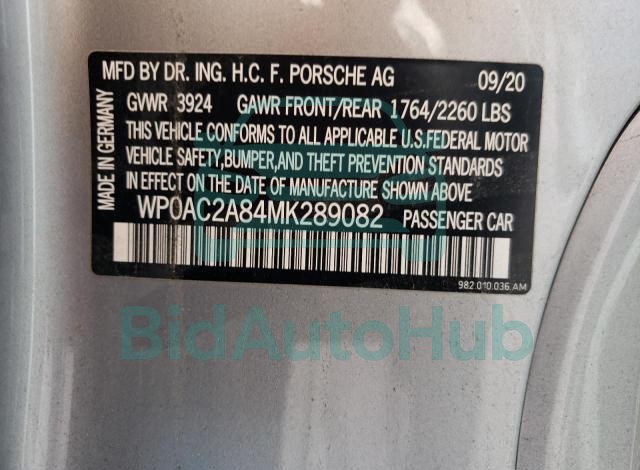 MFD BY DR. ING. H.C. F. PORSCHE AG 09/20
GVWR 3924 GAWR FRONT/REAR 1764/2260 LBS
THIS VEHICLE CONFORMS TO ALL APPLICABLE U.S.FEDERAL MOTOR
VEHICLE SAFETY,BUMPER,AND THEFT PREVENTION STANDARDS
IN EFFECT ON THE DATE OF MANUFACTURE SHOWN ABOVE
WP0AC2A84MK289082 PASSENGER CAR
MADE IN GERMANY
982.010.036.AM
BidAutoHub